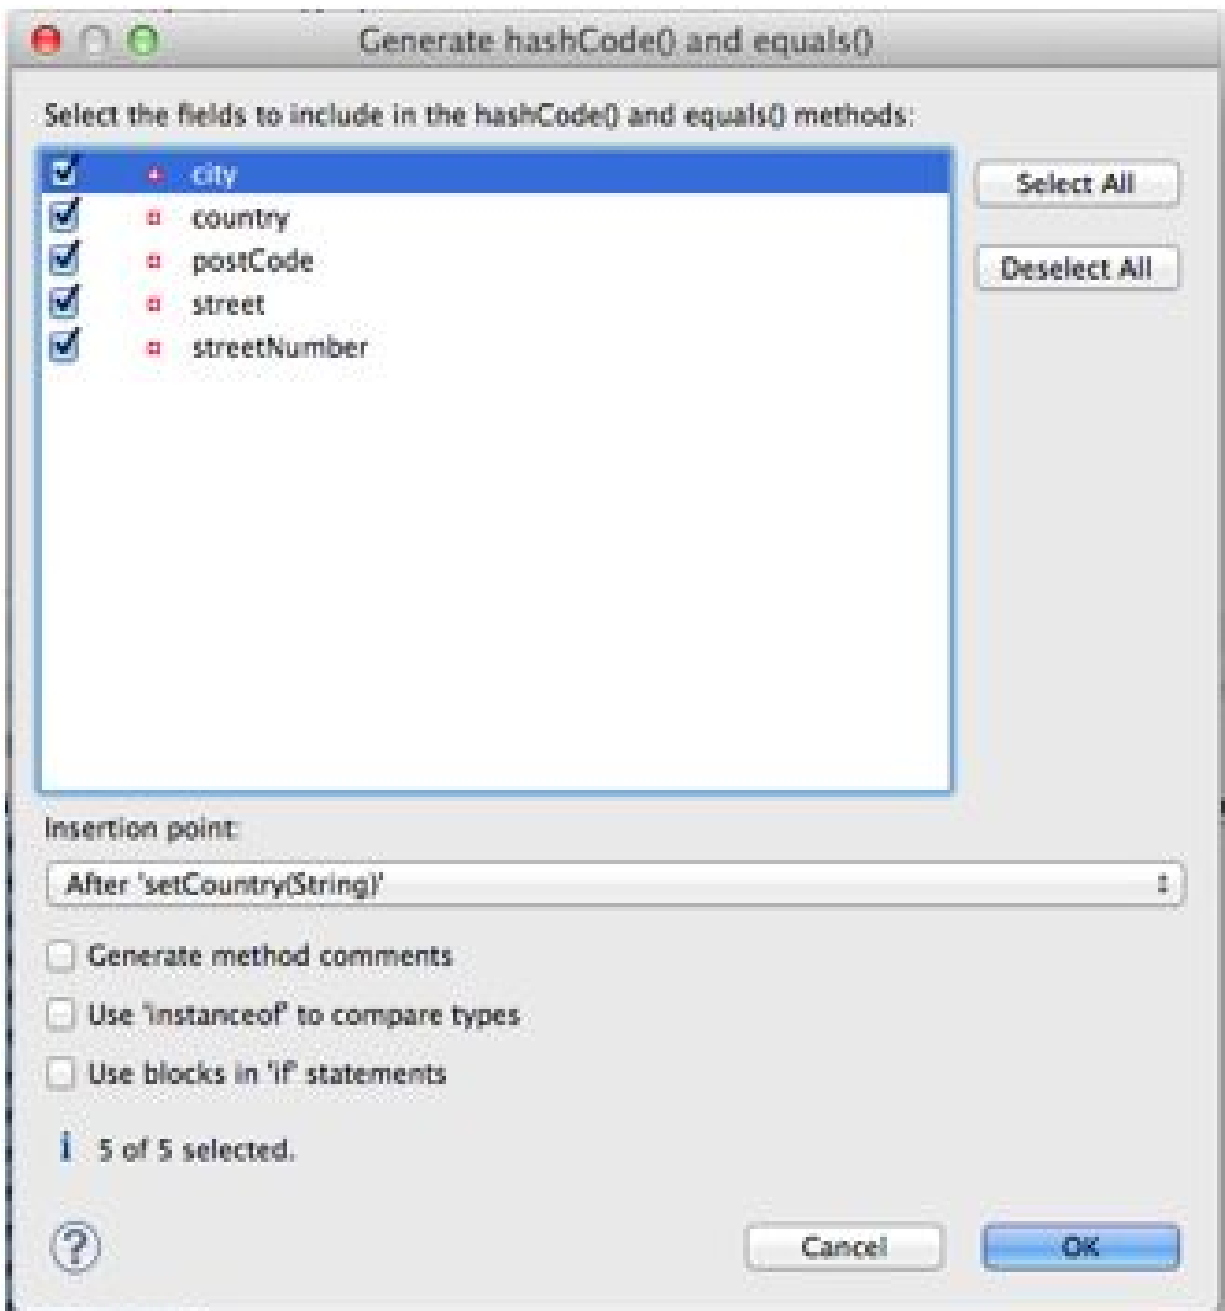 Generate hashCode() and equals()
Select the fields to include in the hashCode() and equals() methods:
city
country
postCode
street
streetNumber
Select All
Deselect All
Insertion point:
After 'setCountry(String)'
Generate method comments
Use 'instanceof' to compare types
Use blocks in 'if' statements
i 5 of 5 selected.
?
Cancel
OK